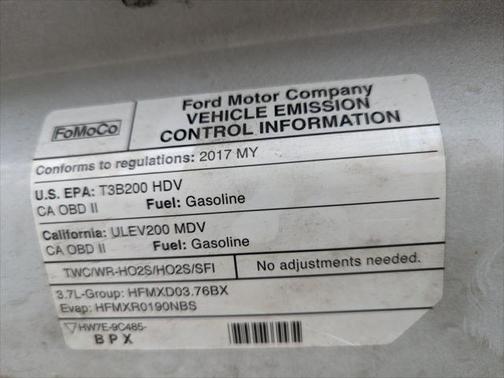 FoMoCo
Ford Motor Company
VEHICLE EMISSION
CONTROL INFORMATION
Conforms to regulations: 2017 MY
U.S. EPA: T3B200 HDV
CA OBD II Fuel: Gasoline
California: ULEV200 MDV
CA OBD II Fuel: Gasoline
TWC/WR-HO2S/HO2S/SFI No adjustments needed.
3.7L-Group: HFMXD03.76BX
Evap: HFMXR0190NBS
HW7E-9C485-
BPX